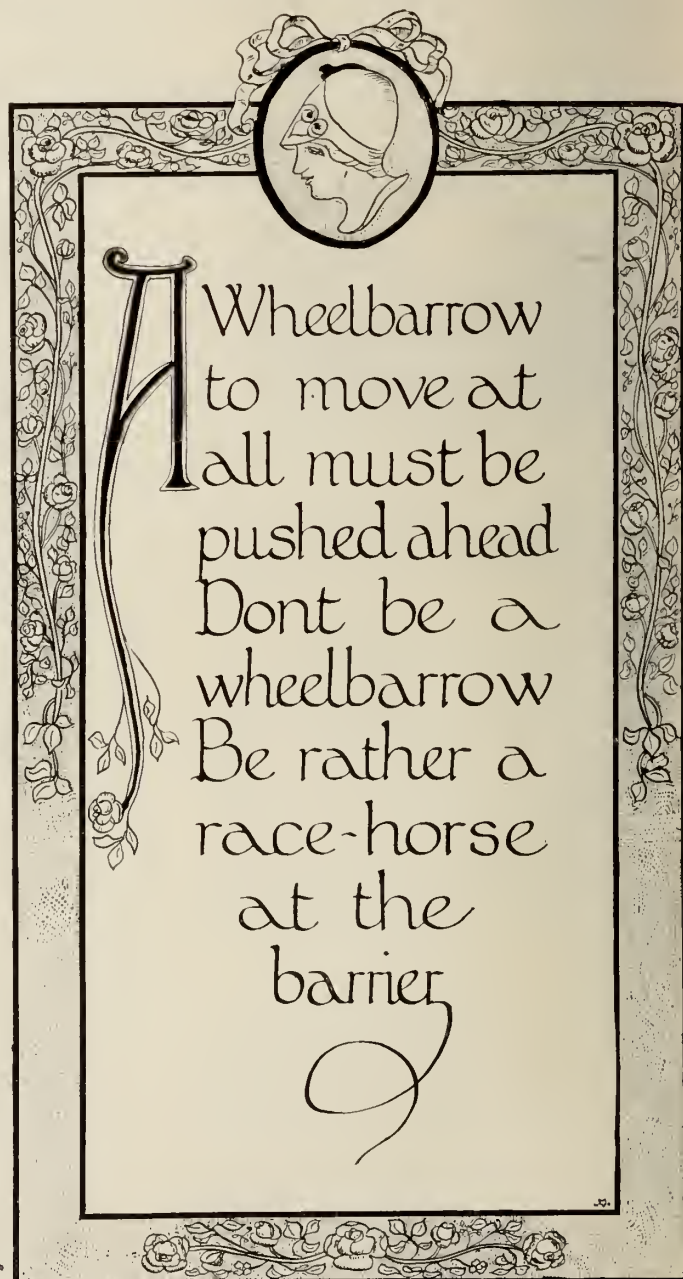 A Wheelbarrow
to move at
all must be
pushed ahead
Dont be a
wheelbarrow
Be rather a
race-horse
at the
barrier